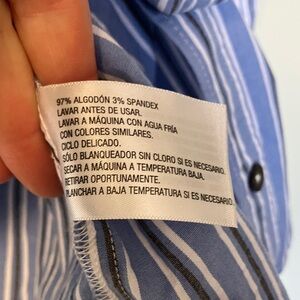 97% ALGODÓN 3% SPANDEX
LAVAR ANTES DE USAR.
LAVAR A MÁQUINA CON AGUA FRÍA
CON COLORES SIMILARES.
CICLO DELICADO.
SÓLO BLANQUEADOR SIN CLORO SI ES NECESARIO.
SECAR A MÁQUINA A TEMPERATURA BAJA.
RETIRAR OPORTUNAMENTE.
PLANCHAR A BAJA TEMPERATURA SI ES NECESARIO.